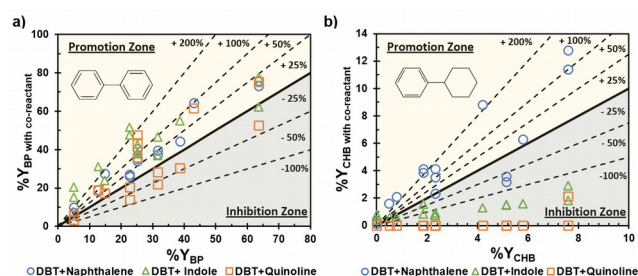 a)
b)
%Y_BP with co-reactant
100
80
60
40
20
0
Promotion Zone
+ 200%
+ 100%
+ 50%
+ 25%
- 25%
- 50%
-100%
Inhibition Zone
0 10 20 30 40 50 60 70 80
%Y_BP
%Y_CHB with co-reactant
14
12
10
8
6
4
2
0
Promotion Zone
+ 200%
+ 100%
+ 50%
+25%
-25%
- 50%
-100%
Inhibition Zone
0 2 4 6 8 10
%Y_CHB
DBT+Naphthalene DBT+ Indole DBT+Quinoline
DBT+Naphthalene DBT+ Indole DBT+Quinoline